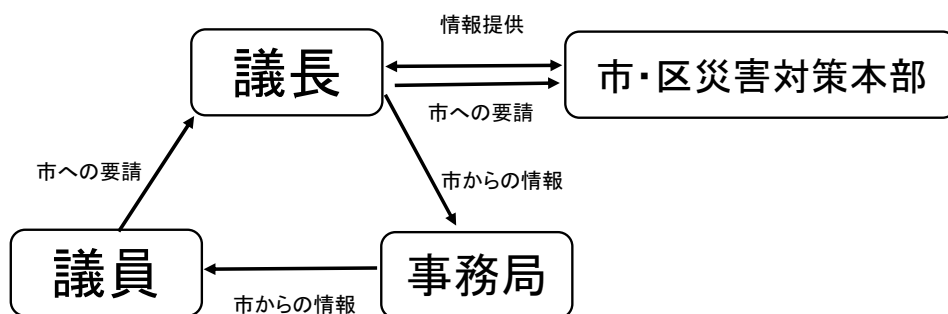 情報提供
議長
市・区災害対策本部
市への要請
市への要請
市からの情報
議員
事務局
市からの情報